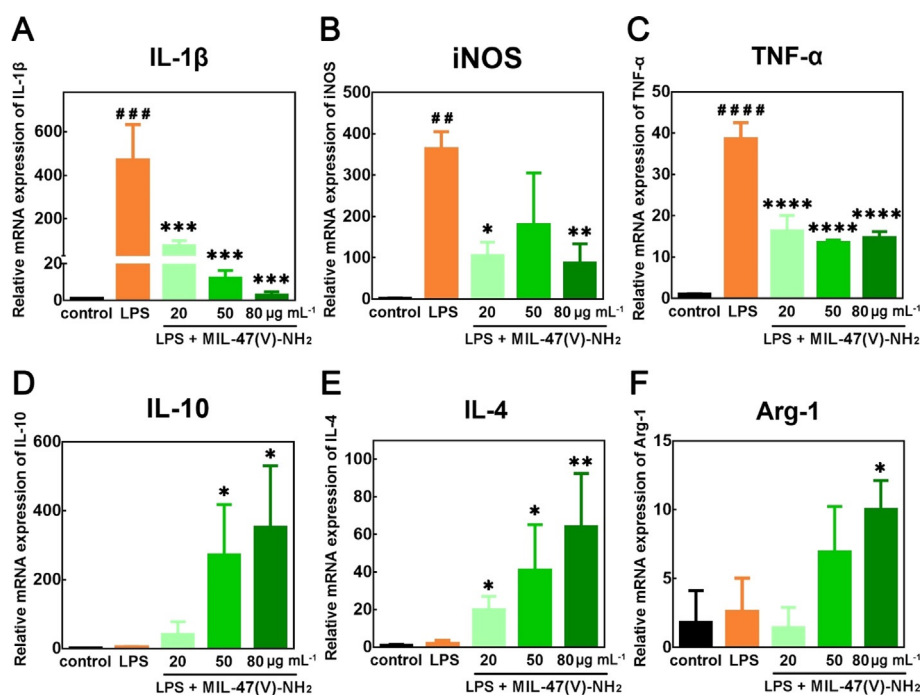 A
IL-1β
Relative mRNA expression of IL-1β
600
400
200
20
0
###
***
***
***
control LPS 20 50 80 µg mL⁻¹
LPS + MIL-47(V)-NH₂
B
iNOS
Relative mRNA expression of iNOS
400
300
200
100
0
##
*
**
control LPS 20 50 80 µg mL⁻¹
LPS + MIL-47(V)-NH₂
C
TNF-α
Relative mRNA expression of TNF-α
50
40
30
20
10
0
####
****
****
****
control LPS 20 50 80 µg mL⁻¹
LPS + MIL-47(V)-NH₂
D
IL-10
Relative mRNA expression of IL-10
600
400
200
0
*
*
control LPS 20 50 80 µg mL⁻¹
LPS + MIL-47(V)-NH₂
E
IL-4
Relative mRNA expression of IL-4
100
80
60
40
20
0
*
*
**
control LPS 20 50 80 µg mL⁻¹
LPS + MIL-47(V)-NH₂
F
Arg-1
Relative mRNA expression of Arg-1
15
10
5
0
*
control LPS 20 50 80 µg mL⁻¹
LPS + MIL-47(V)-NH₂